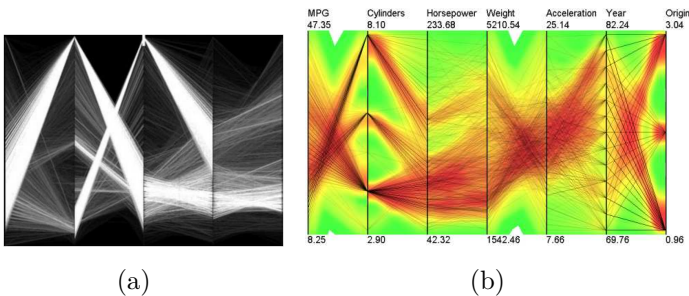 MPG Cylinders Horsepower Weight Acceleration Year Origin
47.35 8.10 233.68 5210.54 25.14 82.24 3.04
8.25 2.90 42.32 1542.46 7.66 69.76 0.96
(a) (b)